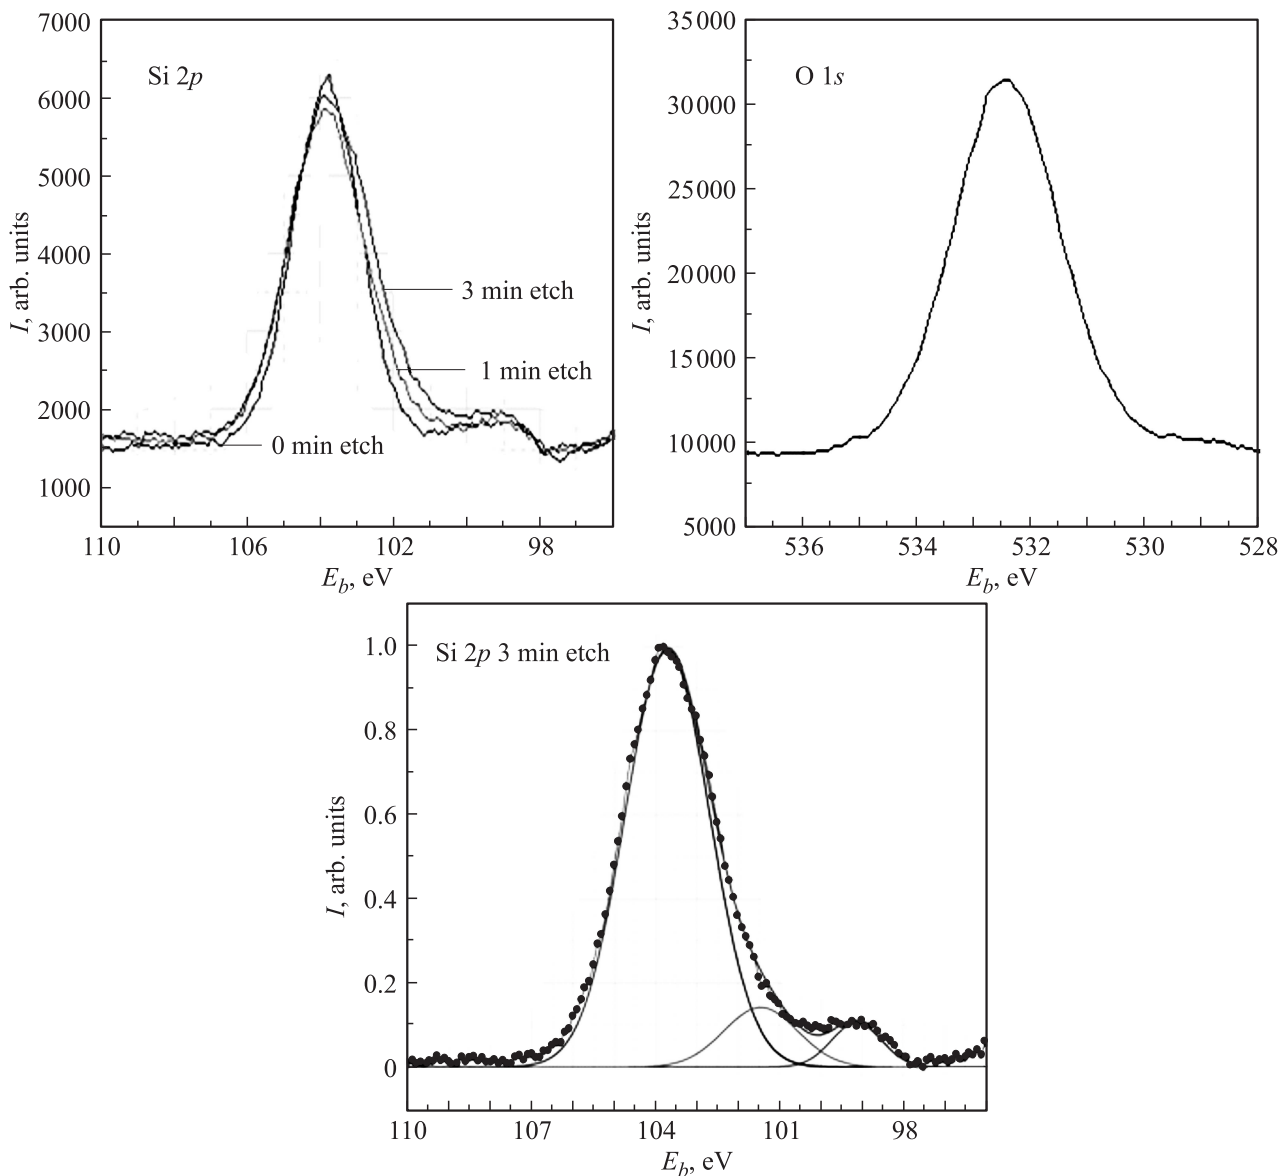 7000
6000
5000
4000
3000
2000
1000
I, arb. units
Si 2p
3 min etch
1 min etch
0 min etch
110
106
102
98
E_b, eV
35000
30000
25000
20000
15000
10000
5000
I, arb. units
O 1s
536
534
532
530
528
E_b, eV
1.0
0.8
0.6
0.4
0.2
0
I, arb. units
Si 2p 3 min etch
110
107
104
101
98
E_b, eV